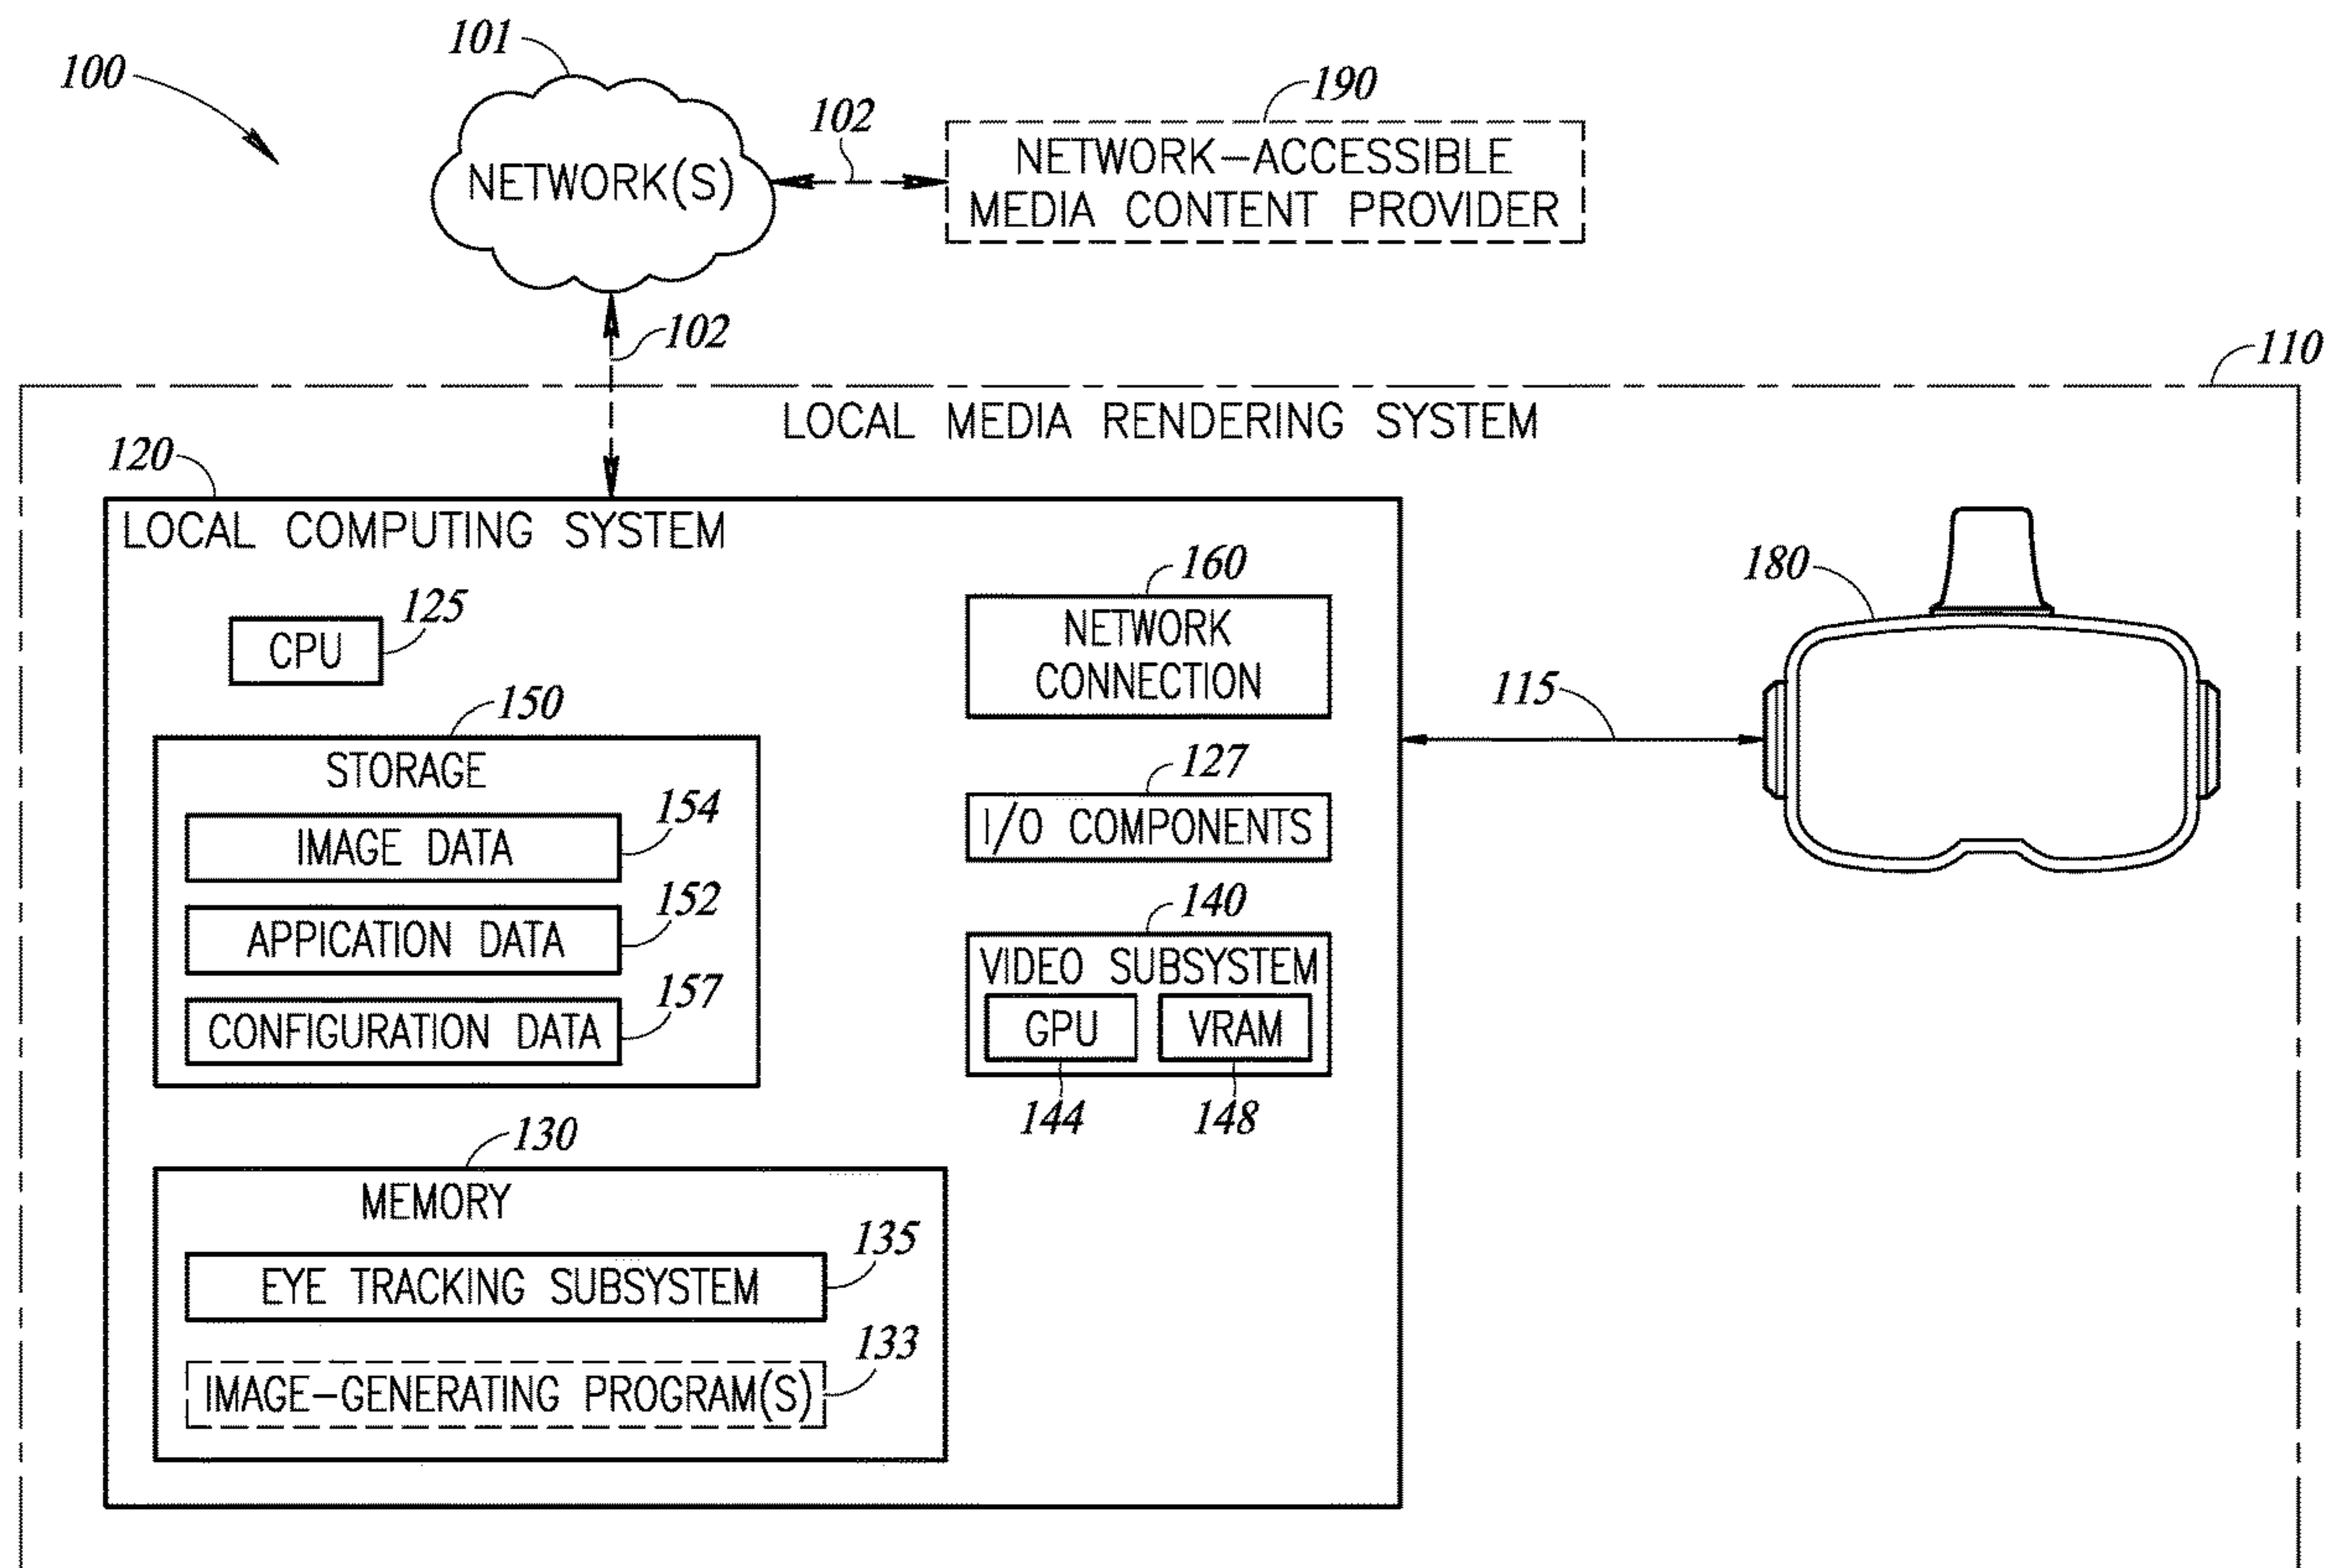 101
100
190
102
NETWORK-ACCESSIBLE
MEDIA CONTENT PROVIDER
NETWORK(S)
102
110
LOCAL MEDIA RENDERING SYSTEM
120
LOCAL COMPUTING SYSTEM
125
CPU
160
NETWORK
CONNECTION
180
115
150
STORAGE
154
IMAGE DATA
152
APPICATION DATA
157
CONFIGURATION DATA
127
I/O COMPONENTS
140
VIDEO SUBSYSTEM
GPU
VRAM
144
148
130
MEMORY
135
EYE TRACKING SUBSYSTEM
133
IMAGE-GENERATING PROGRAM(S)